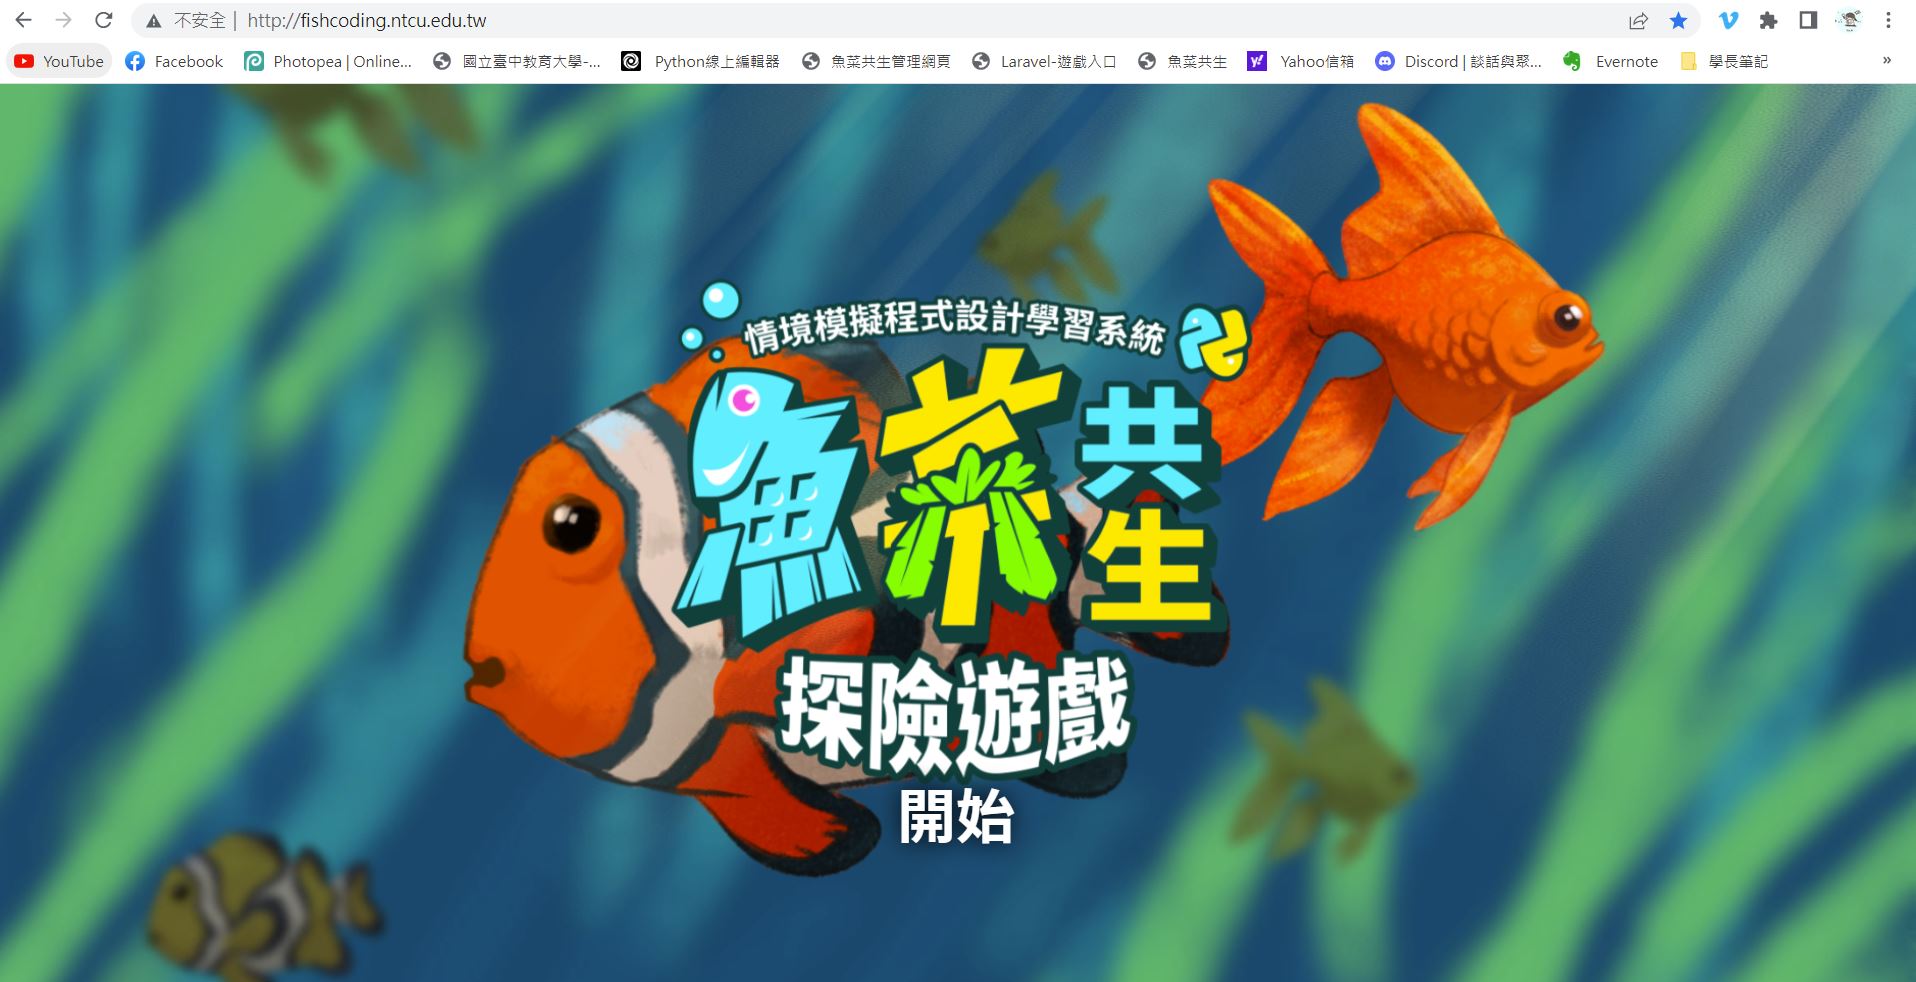 不安全 | http://fishcoding.ntcu.edu.tw
YouTube Facebook Photopea | Online... 國立臺中教育大學-... Python線上編輯器 魚菜共生管理網頁 Laravel-遊戲入口 魚菜共生 Yahoo信箱 Discord | 談話與聚... Evernote 學長筆記 »
情境模擬程式設計學習系統
魚菜共生
探險遊戲
開始